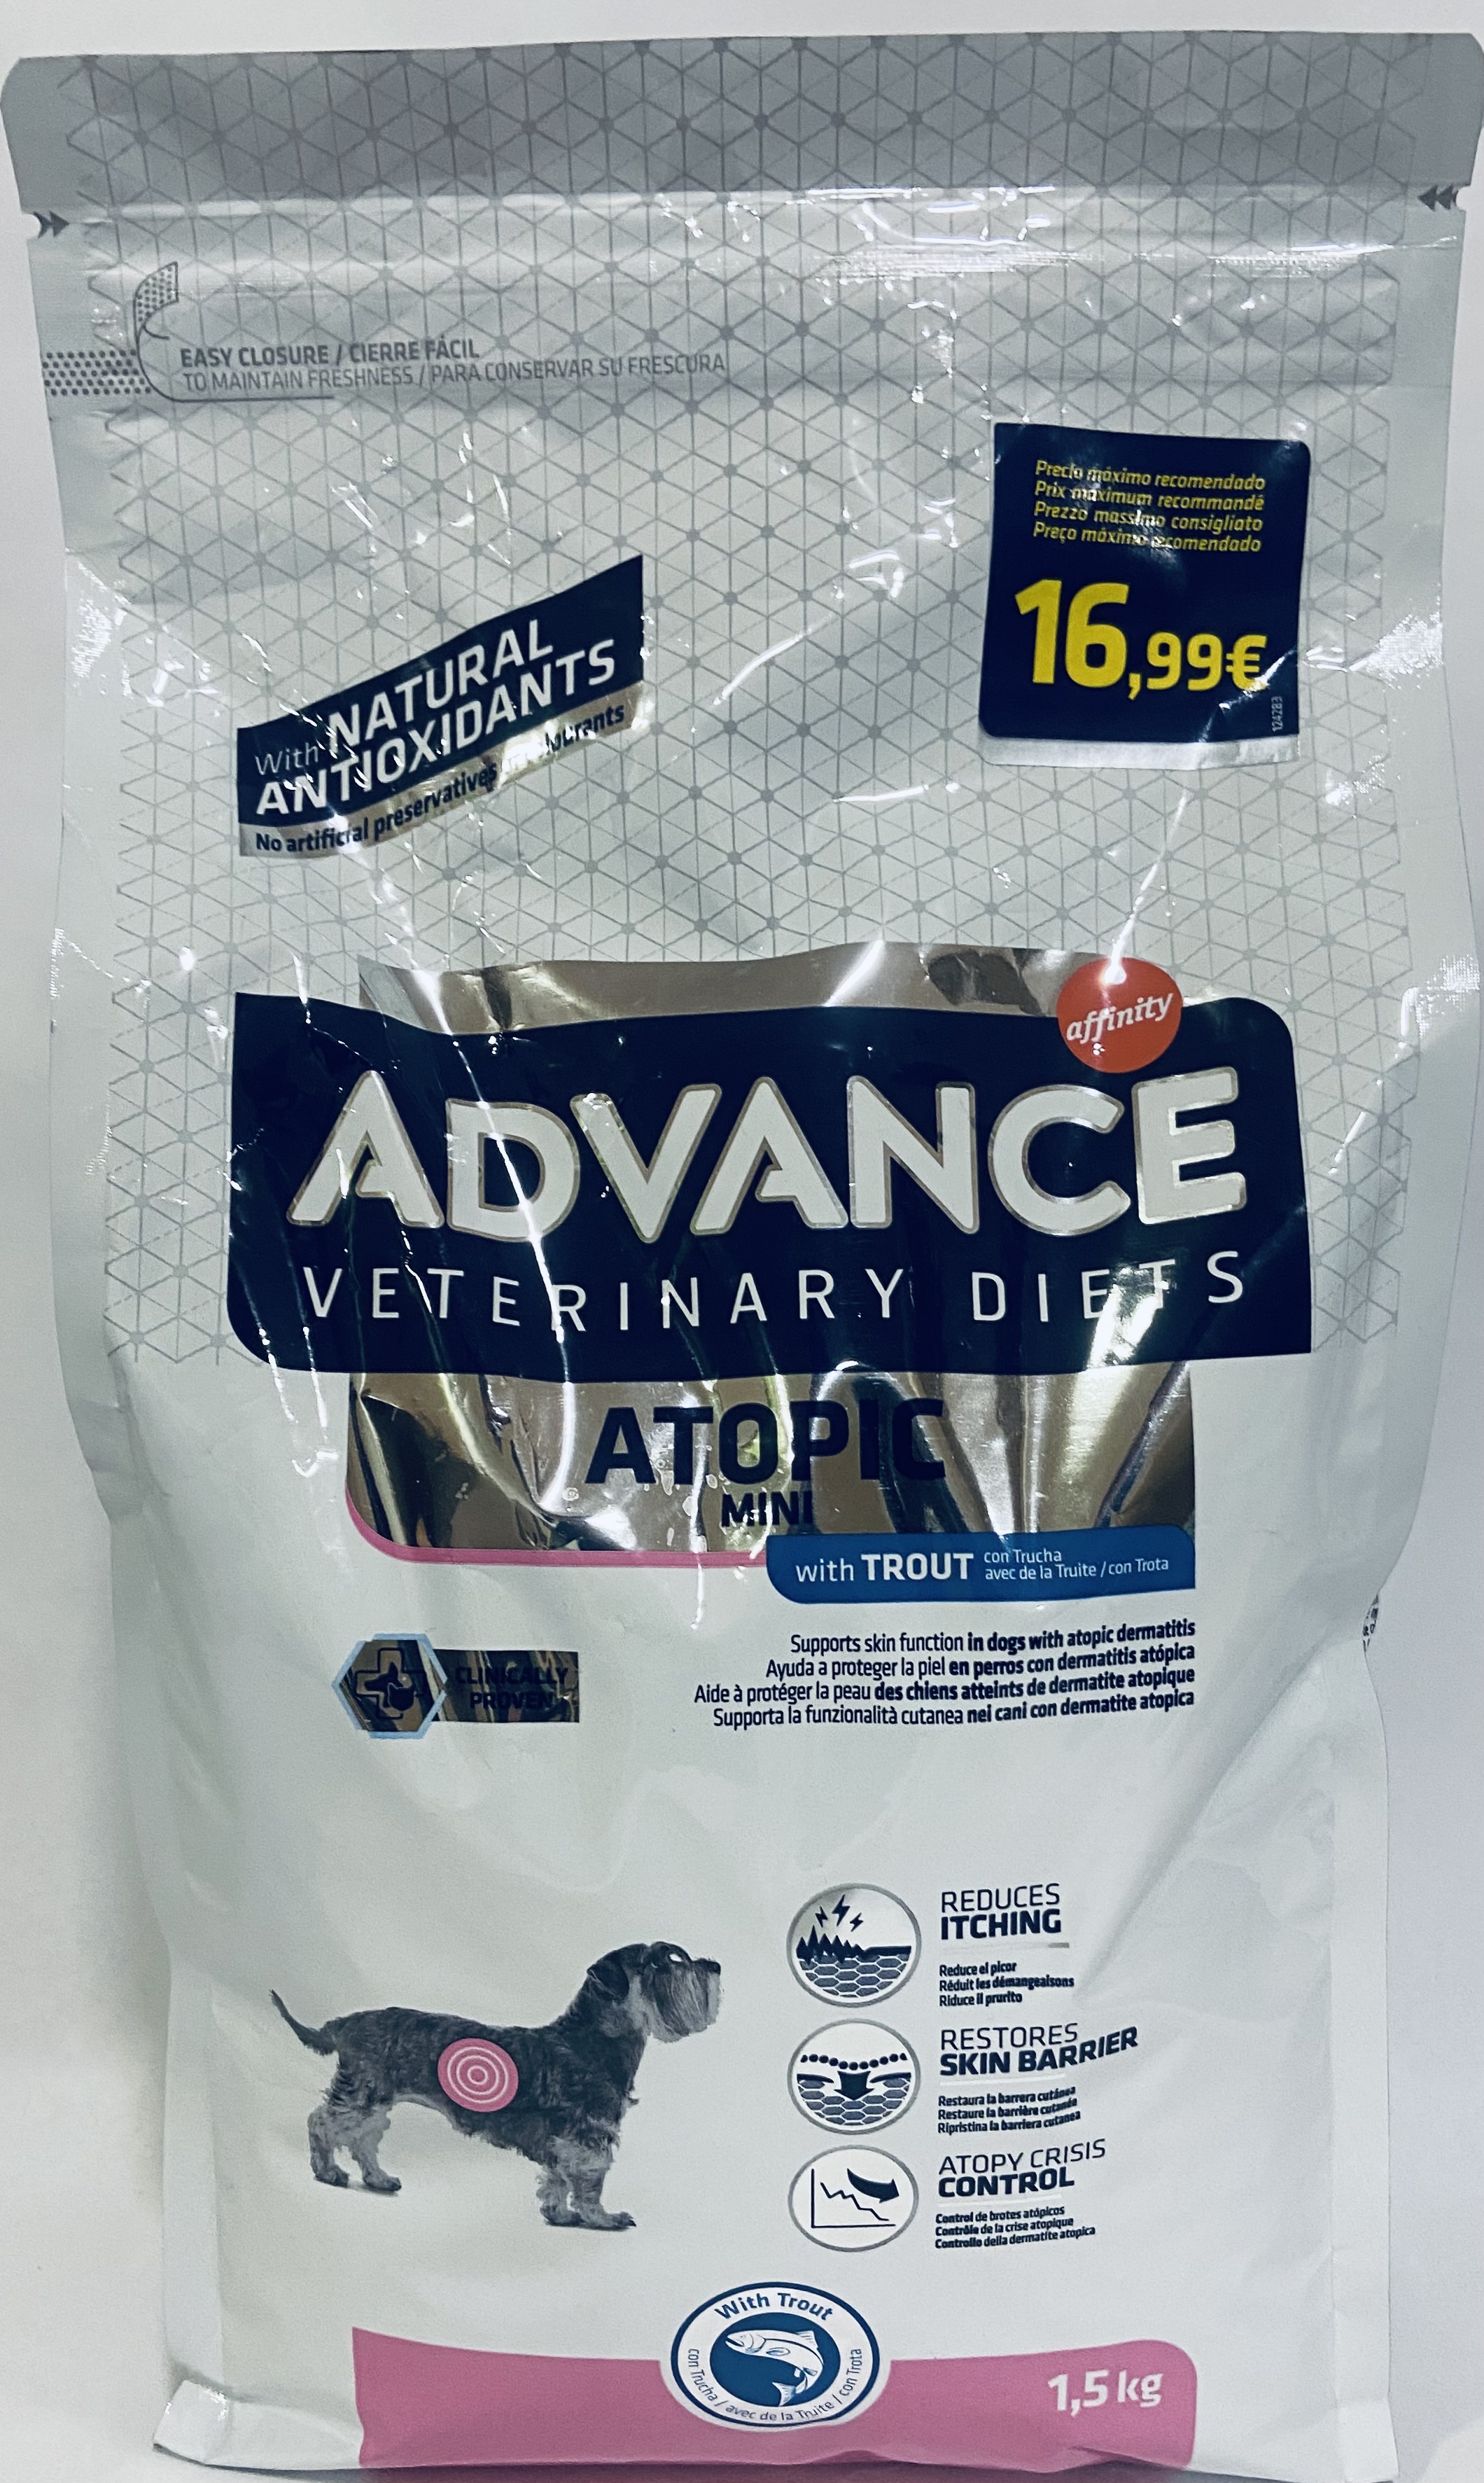 EASY CLOSURE / CIERRE FÁCIL
TO MAINTAIN FRESHNESS / PARA CONSERVAR SU FRESCURA
Precio máximo recomendado
Prix maximum recommandé
Prezzo massimo consigliato
Preço máximo recomendado
16,99€
124283
With NATURAL
ANTIOXIDANTS
No artificial preservatives
affinity
ADVANCE
VETERINARY DIETS
ATOPIC
MINI
with TROUT con Trucha
avec de la Truite / con Trota
Supports skin function in dogs with atopic dermatitis
Ayuda a proteger la piel en perros con dermatitis atópica
Aide à protéger la peau des chiens atteints de dermatite atopique
Supporta la funzionalità cutanea nei cani con dermatite atopica
CLINICALLY
PROVEN
REDUCES
ITCHING
Reduce el picor
Réduit les démangeaisons
Riduce il prurito
RESTORES
SKIN BARRIER
Restaura la barrera cutánea
Restaure la barrière cutanée
Ripristina la barriera cutanea
ATOPY CRISIS
CONTROL
Control de brotes atópicos
Contrôle de la crise atopique
Controllo della dermatite atopica
With Trout
con Trucha / avec de la Truite / con Trota
1,5 kg